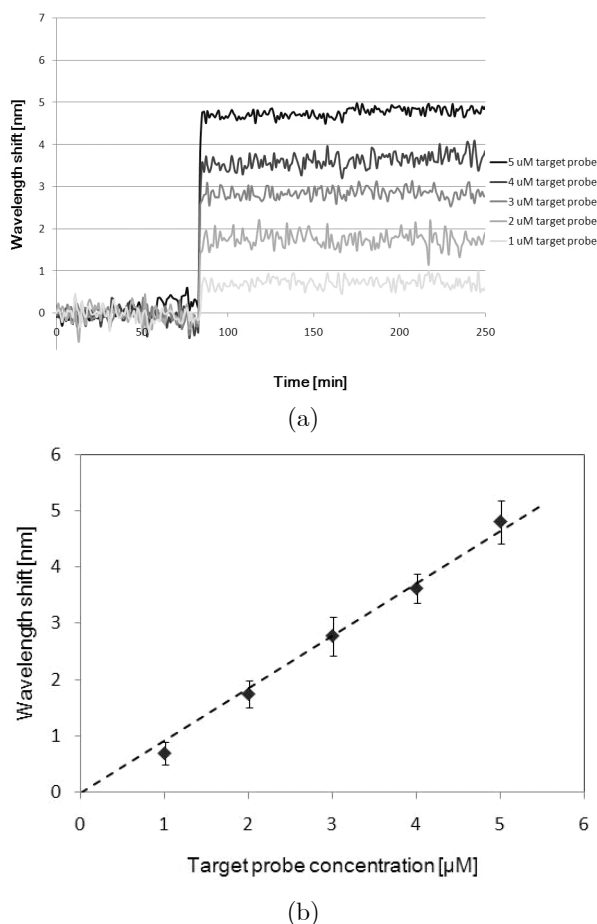 7
6
5
4
3
2
1
0
Wavelength shift [nm]
0 50 100 150 200 250
Time [min]
5 uM target probe
4 uM target probe
3 uM target probe
2 uM target probe
1 uM target probe
(a)
6
5
4
3
2
1
0
Wavelength shift [nm]
0 1 2 3 4 5 6
Target probe concentration [µM]
(b)